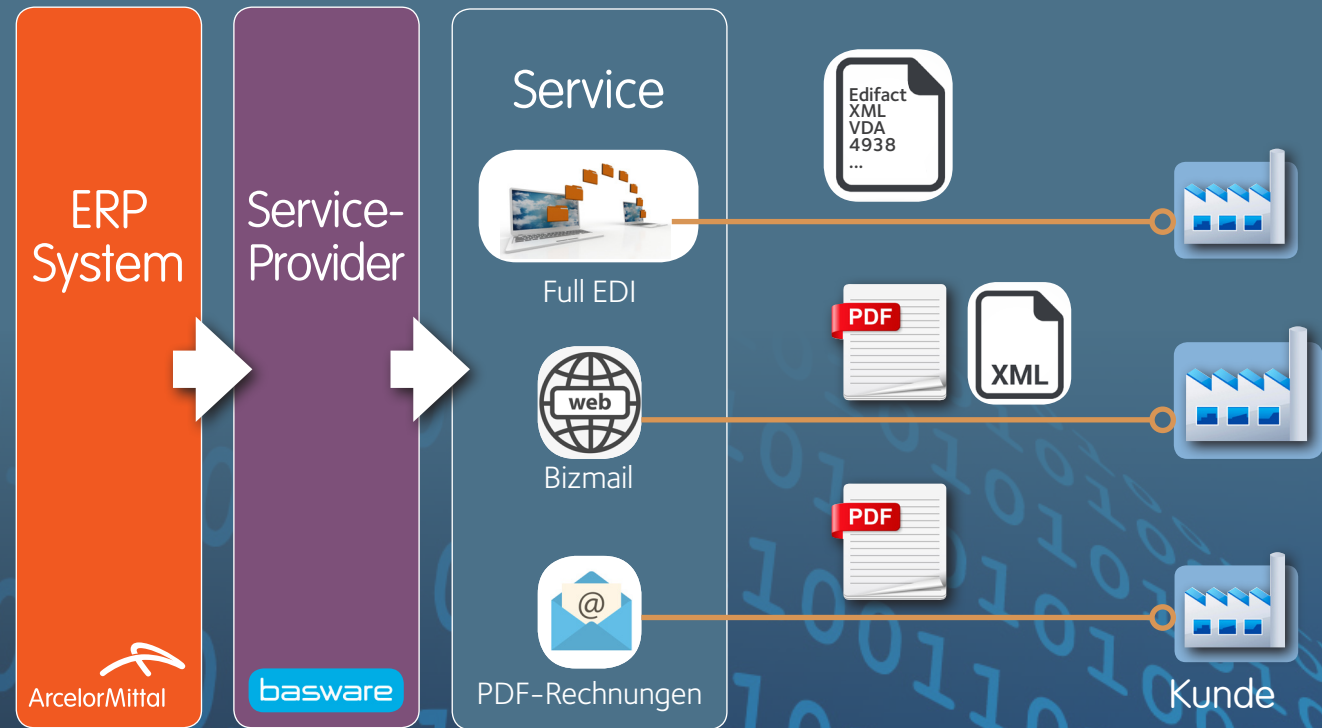 ERP
System
ArcelorMittal
Service-
Provider
basware
Service
Full EDI
web
Bizmail
@
PDF-Rechnungen
Edifact
XML
VDA
4938
...
PDF
XML
PDF
Kunde